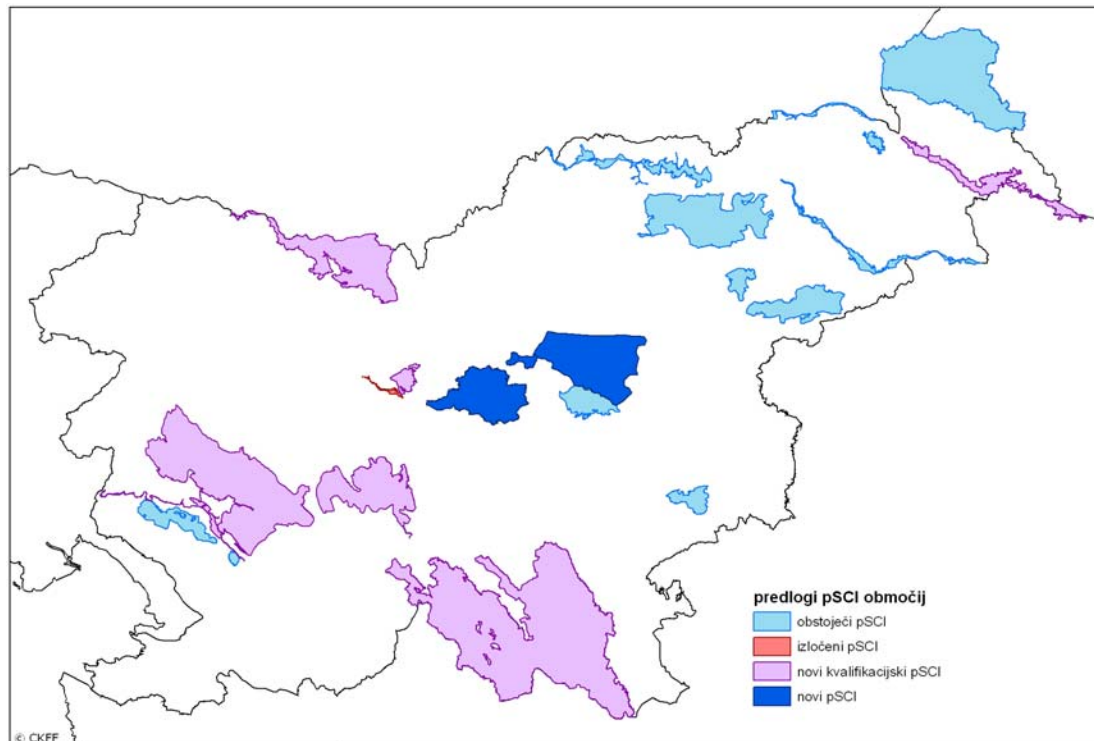 predlogi pSCI območij
obstoječi pSCI
izločeni pSCI
novi kvalifikacijski pSCI
novi pSCI
© CKFF